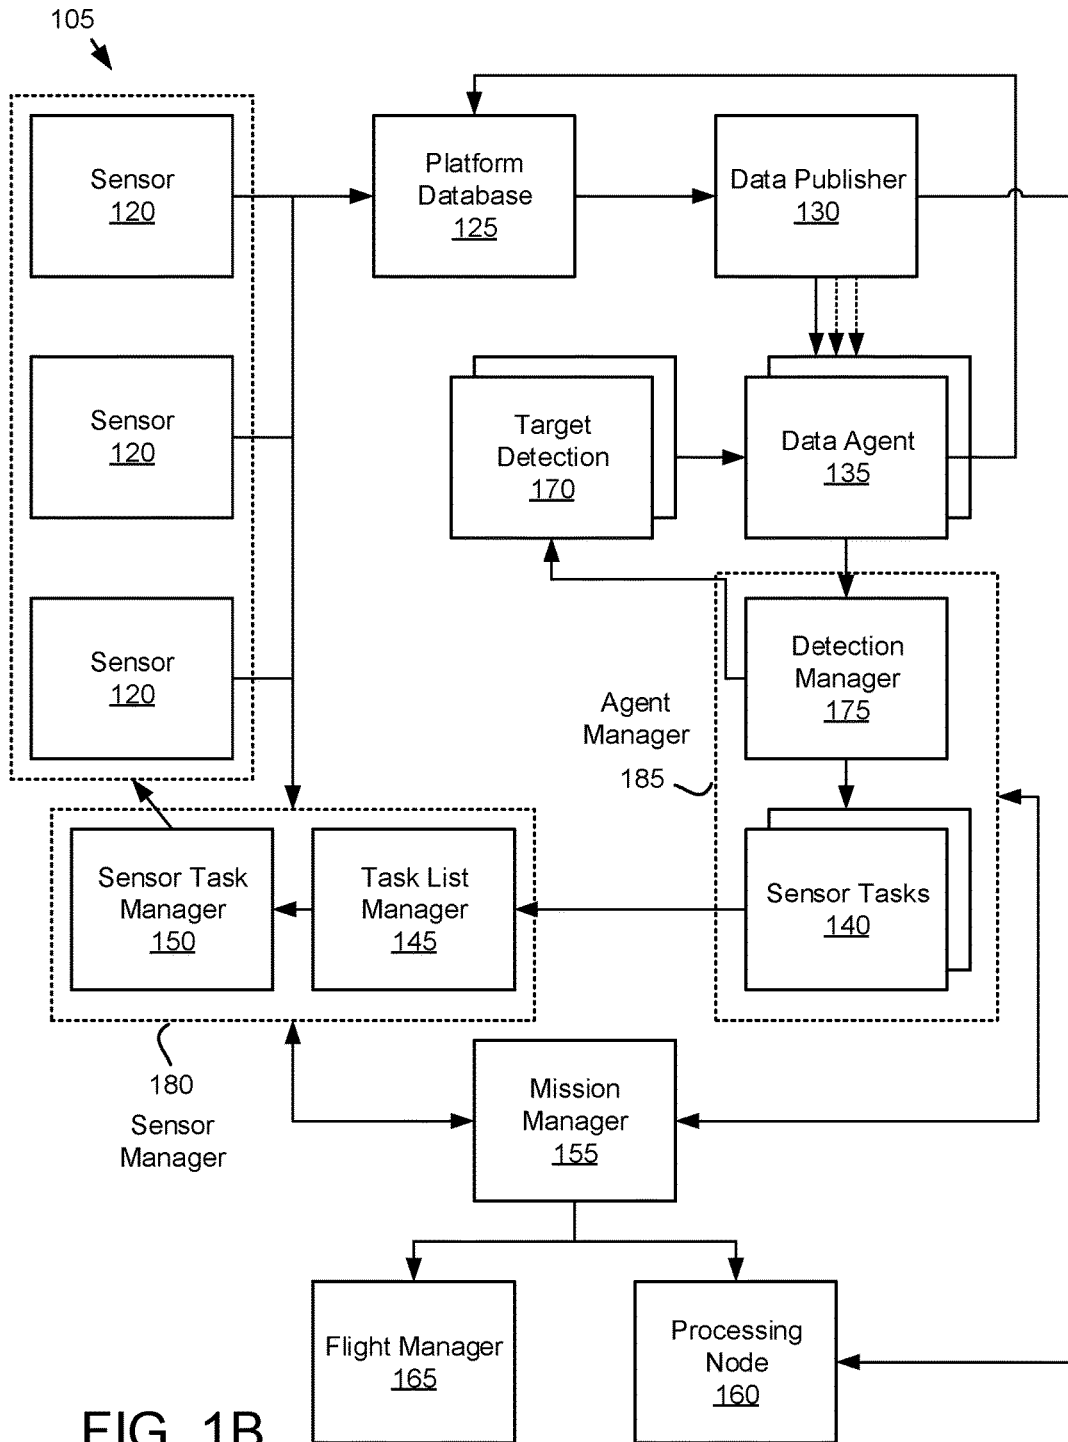 105
Sensor
120
Platform
Database
125
Data Publisher
130
Sensor
120
Target
Detection
170
Data Agent
135
Sensor
120
Detection
Manager
175
Agent
Manager
185
Sensor Task
Manager
150
Task List
Manager
145
Sensor Tasks
140
180
Sensor
Manager
Mission
Manager
155
Flight Manager
165
Processing
Node
160
FIG. 1B